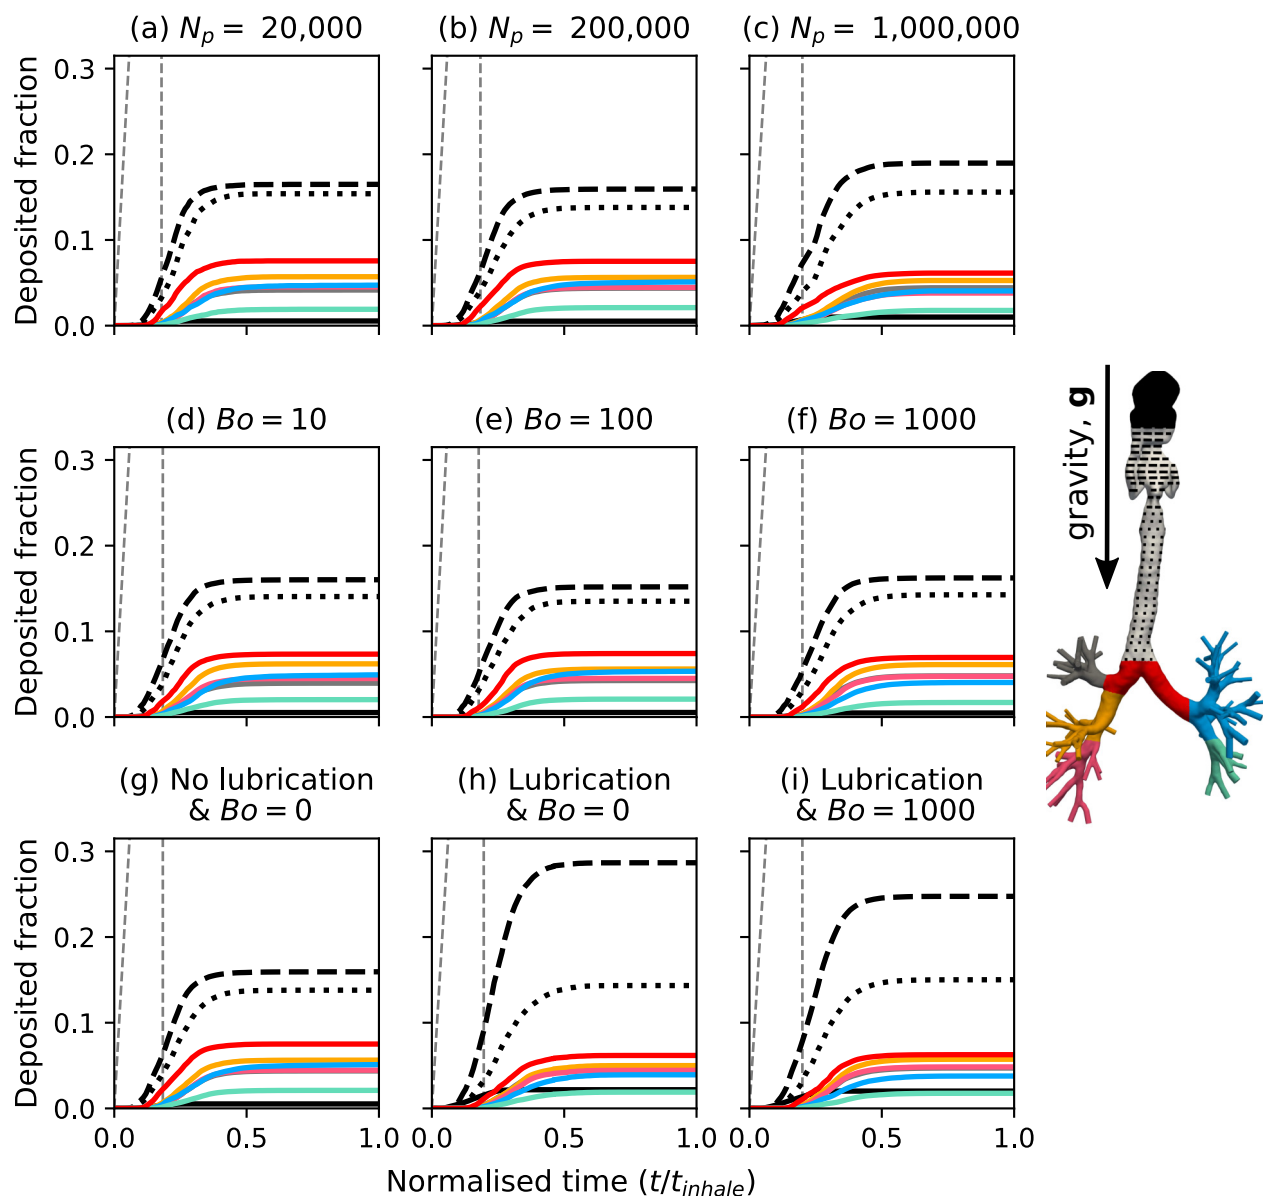 (a) N_p = 20,000
(b) N_p = 200,000
(c) N_p = 1,000,000
0.3
0.2
0.1
0.0
Deposited fraction
(d) Bo = 10
(e) Bo = 100
(f) Bo = 1000
0.3
0.2
0.1
0.0
Deposited fraction
gravity, g
(g) No lubrication
& Bo = 0
(h) Lubrication
& Bo = 0
(i) Lubrication
& Bo = 1000
0.3
0.2
0.1
0.0
Deposited fraction
0.0 0.5 1.0
0.0 0.5 1.0
0.0 0.5 1.0
Normalised time (t/t_inhale)